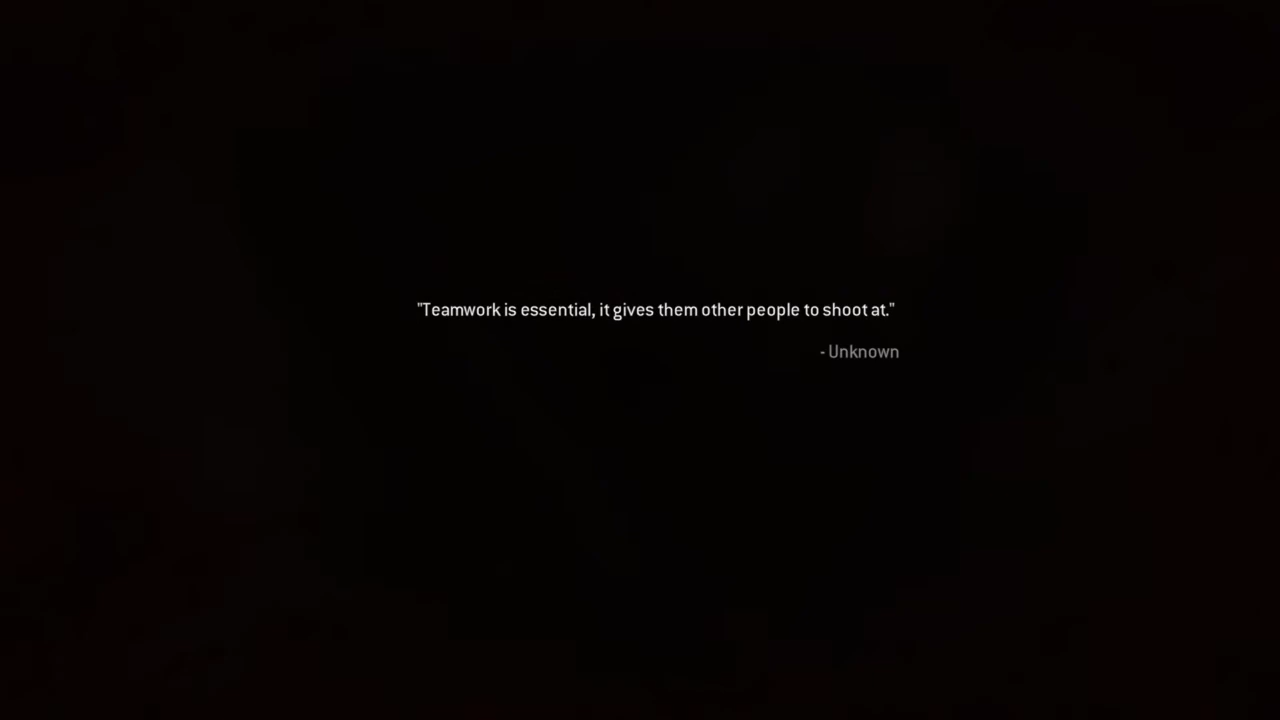 "Teamwork is essential, it gives them other people to shoot at."
- Unknown